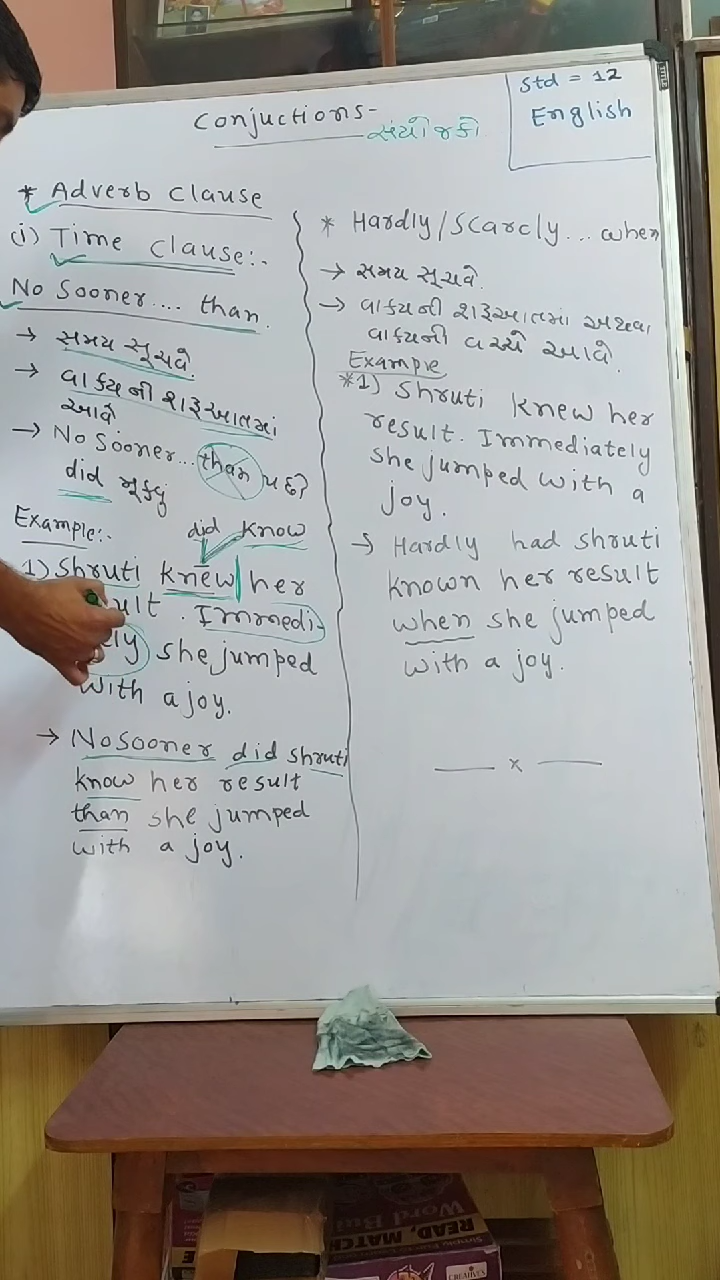 Conjuctions-
સંયોજકો
Std = 12
English
* Adverb clause
(i) Time clause:-
No Sooner.... than.
→ સમય સૂચવે.
→ વાક્યની શરૂઆતમાં
આવે
→ No Sooner... than પછી
did મૂકવું
Example:-
did know
1) Shruti knew her
ult. Immedi-
ly she jumped
with a joy.
→ No sooner did shruti
know her result
than she jumped
with a joy.
* Hardly/Scarcly... when
→ સમય સૂચવે.
→ વાક્યની શરૂઆતમાં અથવા
વાક્યની વચ્ચે આવે.
Example
*1) Shruti knew her
result. Immediately
she jumped with a
joy.
→ Hardly had shruti
known her result
when she jumped
with a joy.
— x —
READ, MATCH
CREATIVES